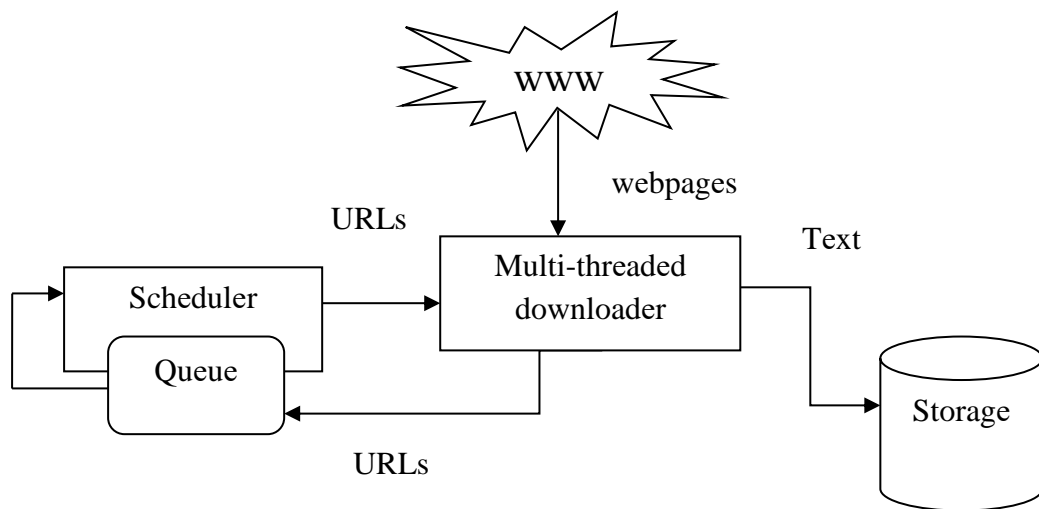 www
webpages
URLs
Text
Multi-threaded
downloader
Scheduler
Queue
Storage
URLs